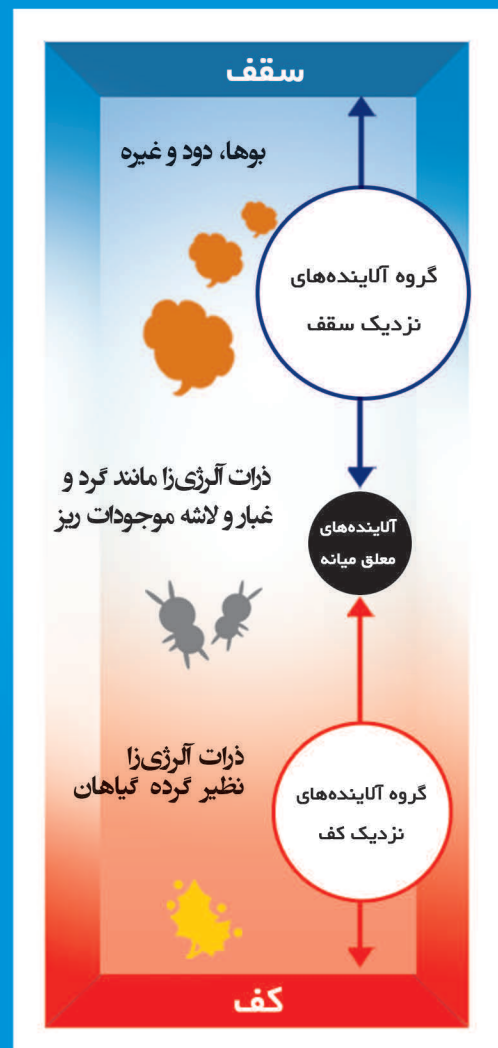 سقف
بوها، دود و غیره
گروه آلاینده‌های
نزدیک سقف
ذرات آلرژی‌زا مانند گرد و
غبار و لاشه موجودات ریز
آلاینده‌های
معلق میانه
ذرات آلرژی‌زا
نظیر گرده گیاهان
گروه آلاینده‌های
نزدیک کف
کف